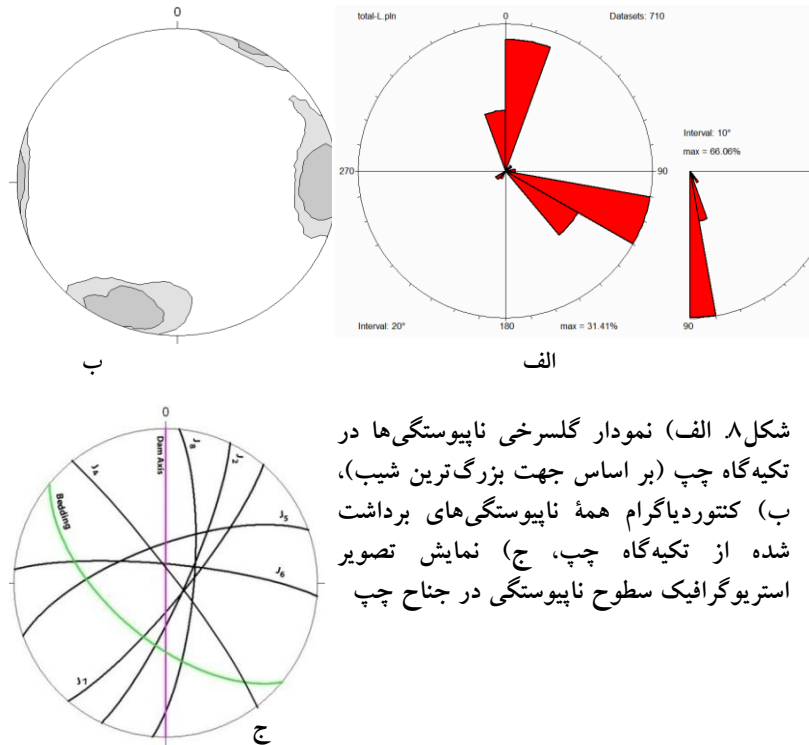 0
total-L.pln
0
Datasets: 710
270
90
Interval: 10°
max = 66.06%
Interval: 20°
180
max = 31.41%
90
ب
الف
شکل۸. الف) نمودار گلسرخی ناپیوستگی‌ها در
تکیه‌گاه چپ (بر اساس جهت بزرگ‌ترین شیب)،
ب) کنتوردیاگرام همهٔ ناپیوستگی‌های برداشت
شده از تکیه‌گاه چپ، ج) نمایش تصویر
استریوگرافیک سطوح ناپیوستگی در جناح چپ
0
Dam Axis
J4
J8
J2
Bedding
J5
J6
J7
ج